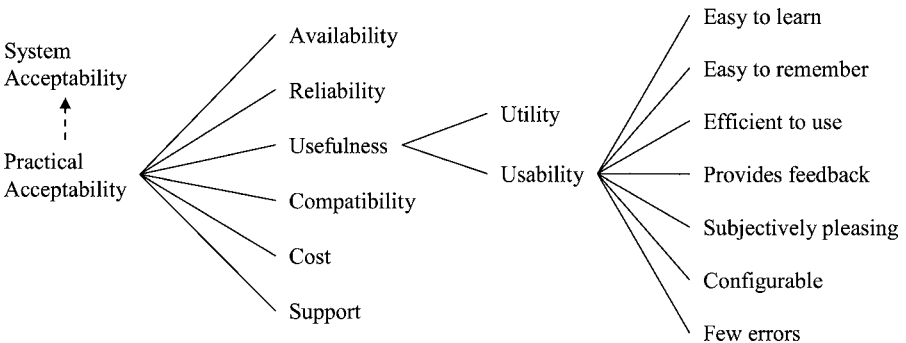 System
Acceptability
Practical
Acceptability
Availability
Reliability
Usefulness
Compatibility
Cost
Support
Utility
Usability
Easy to learn
Easy to remember
Efficient to use
Provides feedback
Subjectively pleasing
Configurable
Few errors